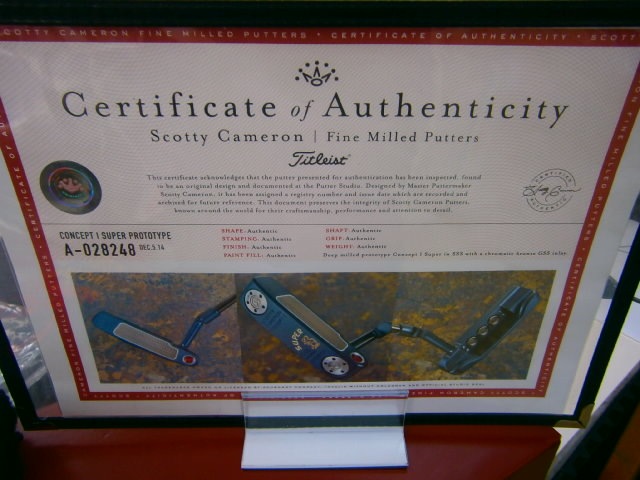 SCOTTY CAMERON FINE MILLED PUTTERS • CERTIFICATE OF AUTHENTICITY • SCOTT
Certificate of Authenticity
Scotty Cameron | Fine Milled Putters
Titleist
This certificate acknowledges that the putter presented for authentication has been inspected, found
to be an original design and documented at the Putter Studio. Designed by Master Puttermaker
Scotty Cameron, it has been assigned a registry number and issue date which are recorded and
archived for future reference. This document preserves the integrity of Scotty Cameron Putters,
known around the world for their craftsmanship, performance and attention to detail.
CERTIFIED
AUTHENTIC
CONCEPT I SUPER PROTOTYPE
A-028248 DEC.5.14
SHAPE: Authentic
STAMPING: Authentic
FINISH: Authentic
PAINT FILL: Authentic
SHAFT: Authentic
GRIP: Authentic
WEIGHT: Authentic
Deep milled prototype Concept I Super in SSS with a chromatic bronze GSS inlay.
SUPER